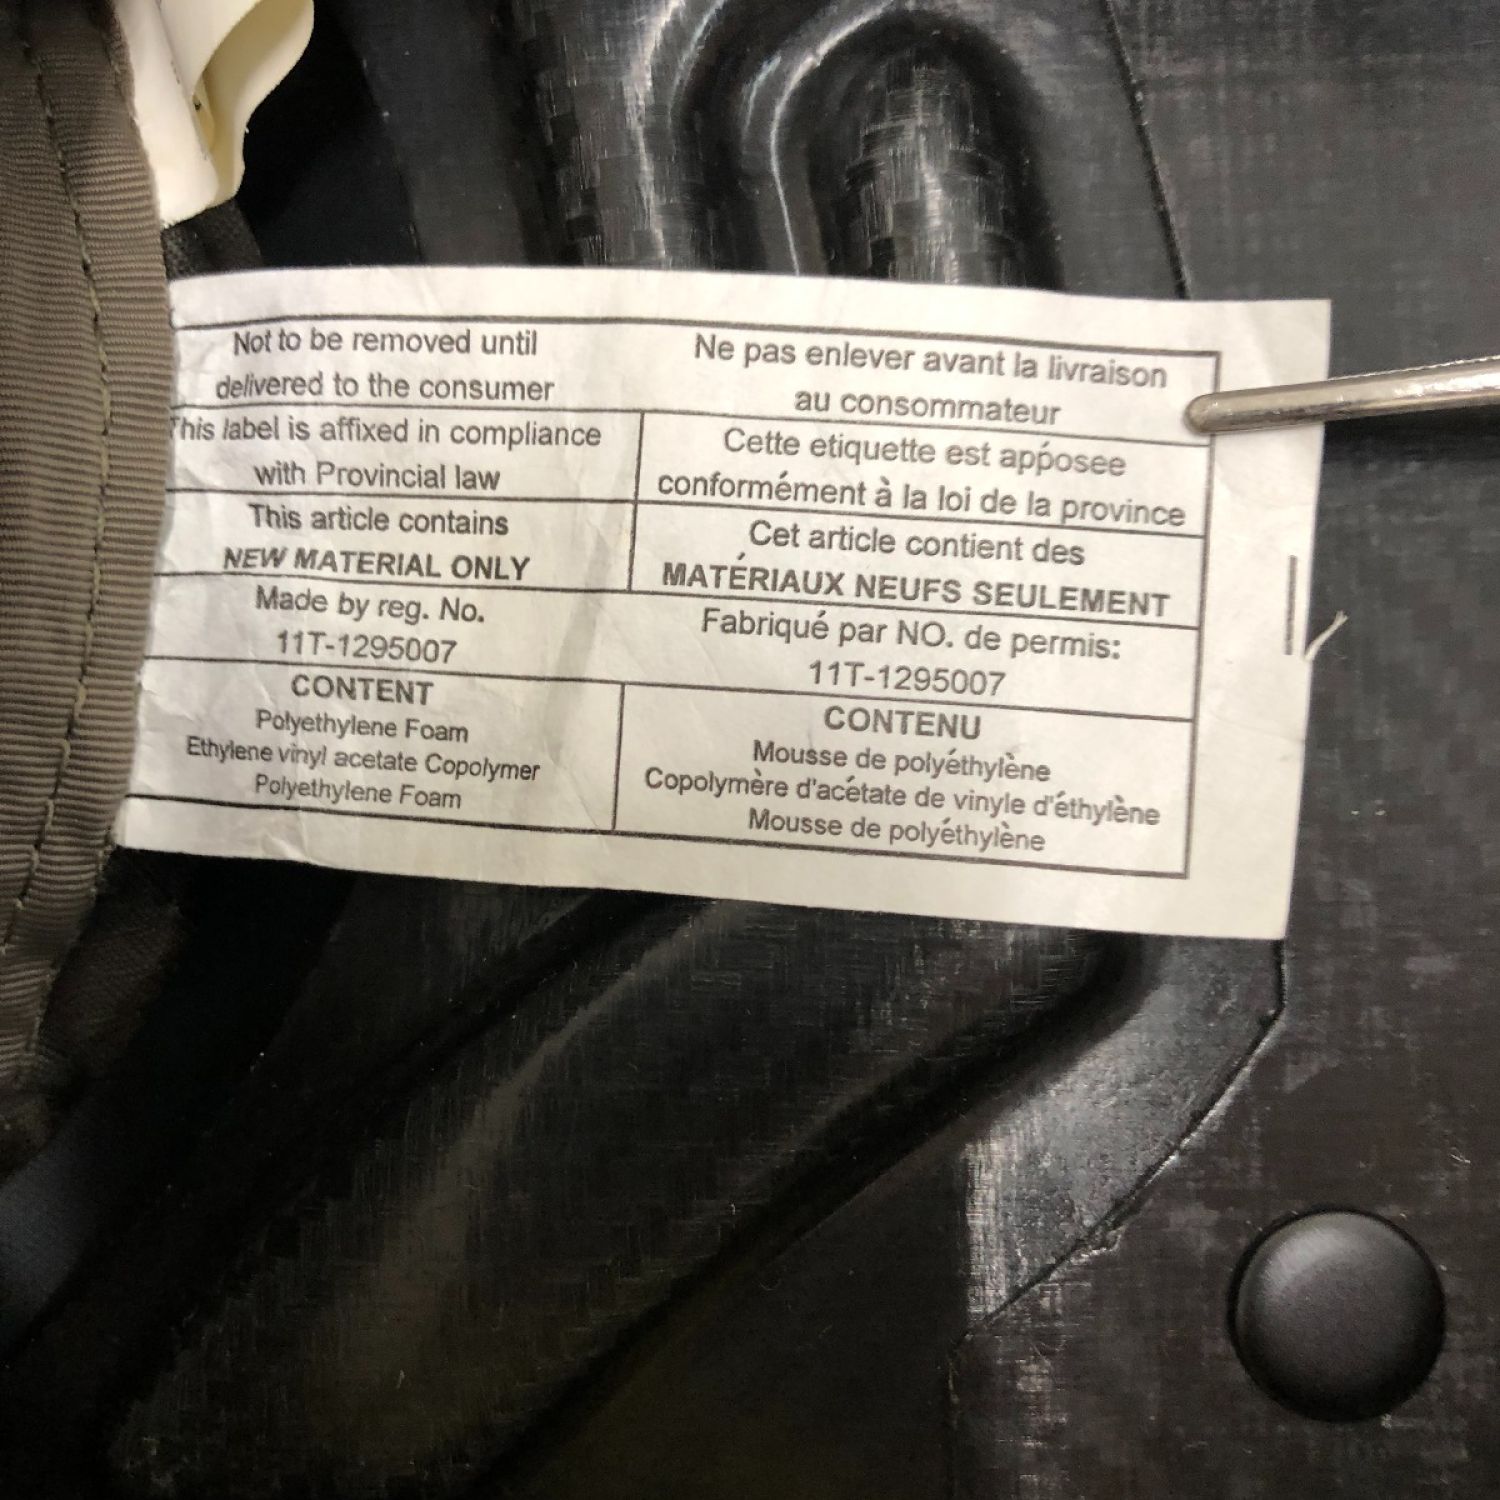 Not to be removed until
delivered to the consumer
This label is affixed in compliance
with Provincial law
This article contains
NEW MATERIAL ONLY
Made by reg. No.
11T-1295007
CONTENT
Polyethylene Foam
Ethylene vinyl acetate Copolymer
Polyethylene Foam
Ne pas enlever avant la livraison
au consommateur
Cette etiquette est appósee
conformément à la loi de la province
Cet article contient des
MATÉRIAUX NEUFS SEULEMENT
Fabriqué par NO. de permis:
11T-1295007
CONTENU
Mousse de polyéthylène
Copolymère d'acétate de vinyle d'éthylène
Mousse de polyéthylène